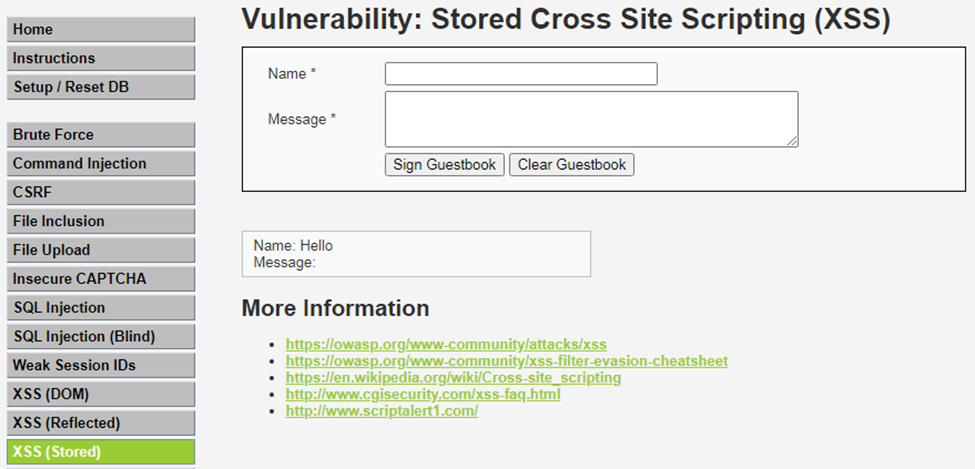 Home
Instructions
Setup / Reset DB
Brute Force
Command Injection
CSRF
File Inclusion
File Upload
Insecure CAPTCHA
SQL Injection
SQL Injection (Blind)
Weak Session IDs
XSS (DOM)
XSS (Reflected)
XSS (Stored)
Vulnerability: Stored Cross Site Scripting (XSS)
Name *
Message *
Sign Guestbook Clear Guestbook
Name: Hello
Message:
More Information
https://owasp.org/www-community/attacks/xss
https://owasp.org/www-community/xss-filter-evasion-cheatsheet
https://en.wikipedia.org/wiki/Cross-site_scripting
http://www.cgisecurity.com/xss-faq.html
http://www.scriptalert1.com/